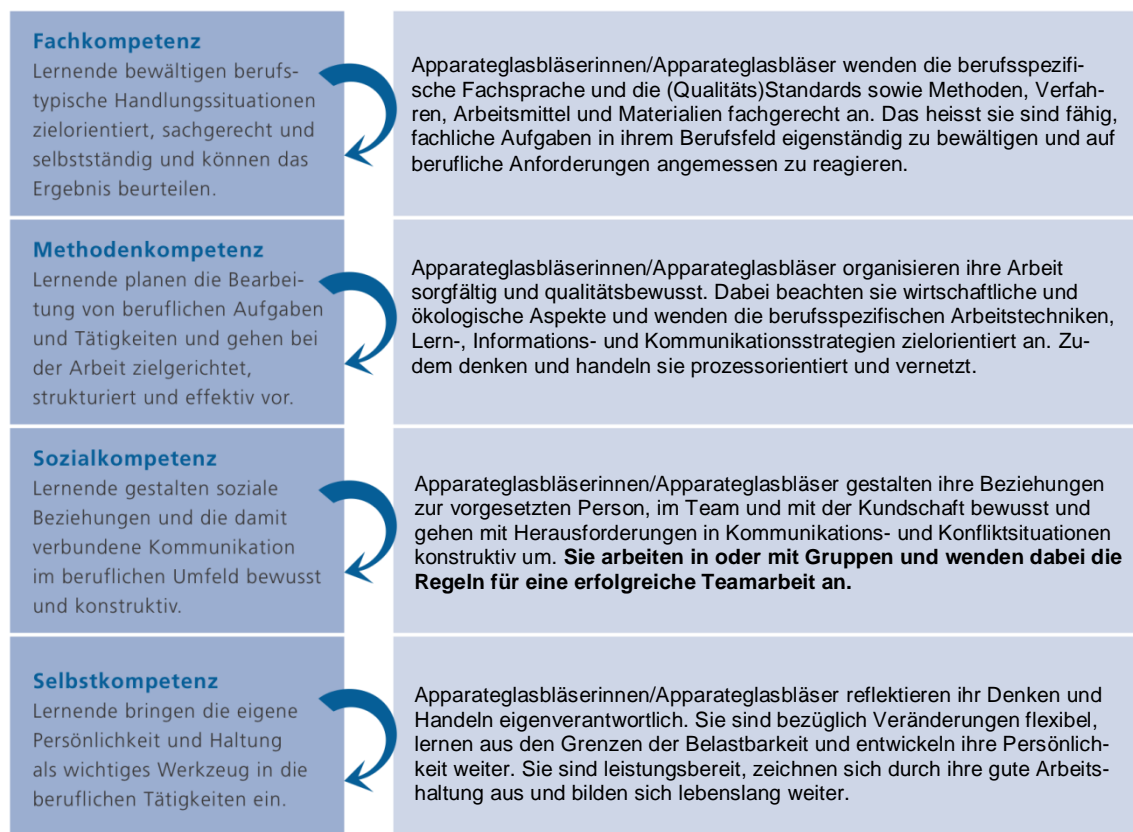 Fachkompetenz
Lernende bewältigen berufs-
typische Handlungssituationen
zielorientiert, sachgerecht und
selbstständig und können das
Ergebnis beurteilen.
Apparateglasbläserinnen/Apparateglasbläser wenden die berufsspezifi-
sche Fachsprache und die (Qualitäts)Standards sowie Methoden, Verfah-
ren, Arbeitsmittel und Materialien fachgerecht an. Das heisst sie sind fähig,
fachliche Aufgaben in ihrem Berufsfeld eigenständig zu bewältigen und auf
berufliche Anforderungen angemessen zu reagieren.
Methodenkompetenz
Lernende planen die Bearbei-
tung von beruflichen Aufgaben
und Tätigkeiten und gehen bei
der Arbeit zielgerichtet,
strukturiert und effektiv vor.
Apparateglasbläserinnen/Apparateglasbläser organisieren ihre Arbeit
sorgfältig und qualitätsbewusst. Dabei beachten sie wirtschaftliche und
ökologische Aspekte und wenden die berufsspezifischen Arbeitstechniken,
Lern-, Informations- und Kommunikationsstrategien zielorientiert an. Zu-
dem denken und handeln sie prozessorientiert und vernetzt.
Sozialkompetenz
Lernende gestalten soziale
Beziehungen und die damit
verbundene Kommunikation
im beruflichen Umfeld bewusst
und konstruktiv.
Apparateglasbläserinnen/Apparateglasbläser gestalten ihre Beziehungen
zur vorgesetzten Person, im Team und mit der Kundschaft bewusst und
gehen mit Herausforderungen in Kommunikations- und Konfliktsituationen
konstruktiv um. Sie arbeiten in oder mit Gruppen und wenden dabei die
Regeln für eine erfolgreiche Teamarbeit an.
Selbstkompetenz
Lernende bringen die eigene
Persönlichkeit und Haltung
als wichtiges Werkzeug in die
beruflichen Tätigkeiten ein.
Apparateglasbläserinnen/Apparateglasbläser reflektieren ihr Denken und
Handeln eigenverantwortlich. Sie sind bezüglich Veränderungen flexibel,
lernen aus den Grenzen der Belastbarkeit und entwickeln ihre Persönlich-
keit weiter. Sie sind leistungsbereit, zeichnen sich durch ihre gute Arbeits-
haltung aus und bilden sich lebenslang weiter.